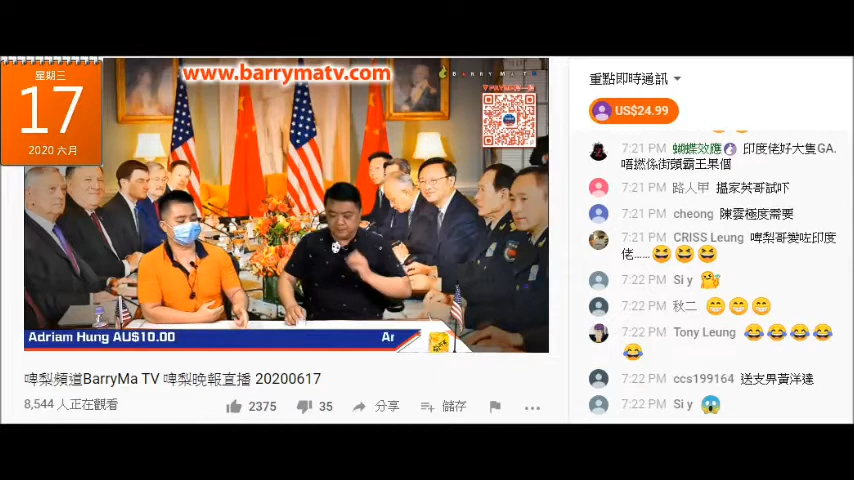 星期三
17
2020 六月
www.barrymatv.com
BARRYMATV
Adriam Hung AU$10.00
Ar
啤梨頻道BarryMa TV 啤梨晚報直播 20200617
8,544 人正在觀看
2375
35
分享
儲存
重點即時通訊
US$24.99
7:21 PM 蝴蝶效應 印度佬好大隻GA.
唔撚係街頭霸王果個
7:21 PM 路人甲 搵家英哥試吓
7:21 PM cheong 陳雲極度需要
7:21 PM CRISS Leung 啤梨哥變咗印度
佬......😆😆😆
7:22 PM Si y 🤗
7:22 PM 秋二 😁😁😁
7:22 PM Tony Leung 😂😂😂😂
😂
7:22 PM ccs199164 送支畀黃洋達
7:22 PM Si y 😱